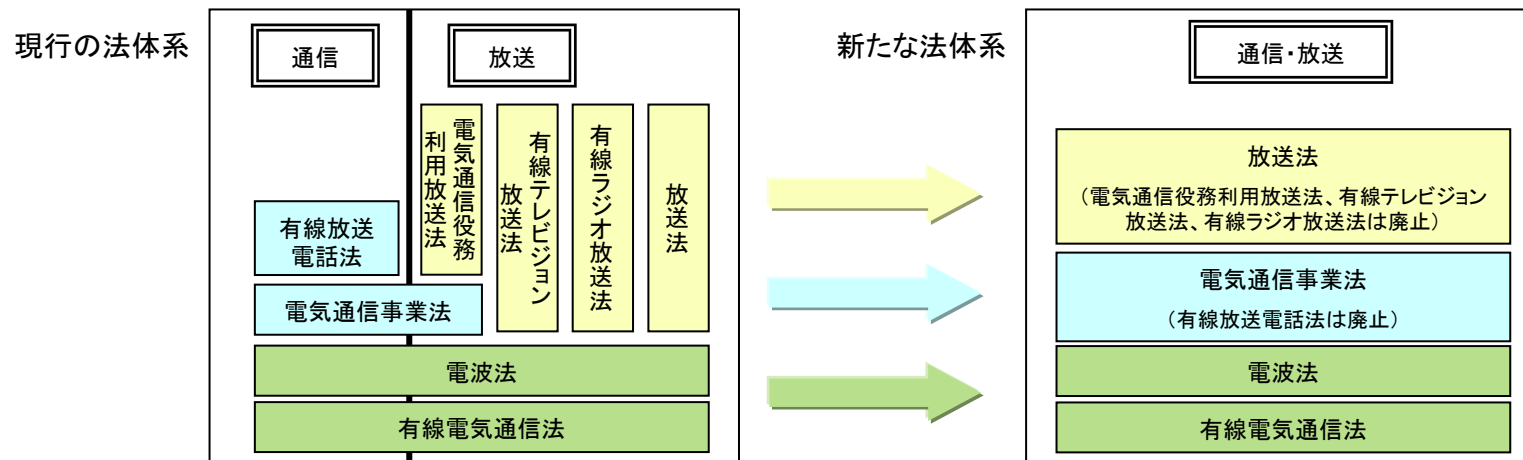 現行の法体系
通信
放送
有線放送
電話法
電気通信事業法
電気通信役務
利用放送法
有線テレビジョン
放送法
有線ラジオ放送法
放送法
電波法
有線電気通信法
新たな法体系
通信・放送
放送法
（電気通信役務利用放送法、有線テレビジョン
放送法、有線ラジオ放送法は廃止）
電気通信事業法
（有線放送電話法は廃止）
電波法
有線電気通信法